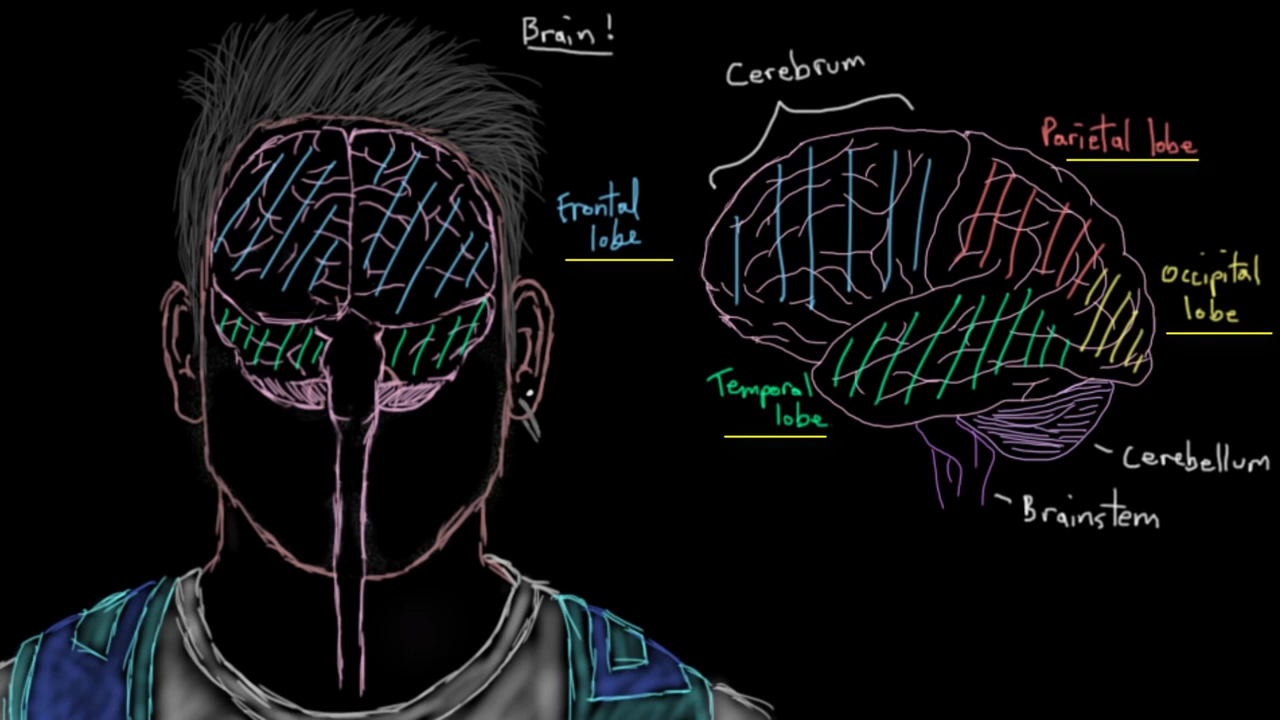 Brain!
Cerebrum
Parietal lobe
Frontal
lobe
Occipital
lobe
Temporal
lobe
Cerebellum
Brainstem